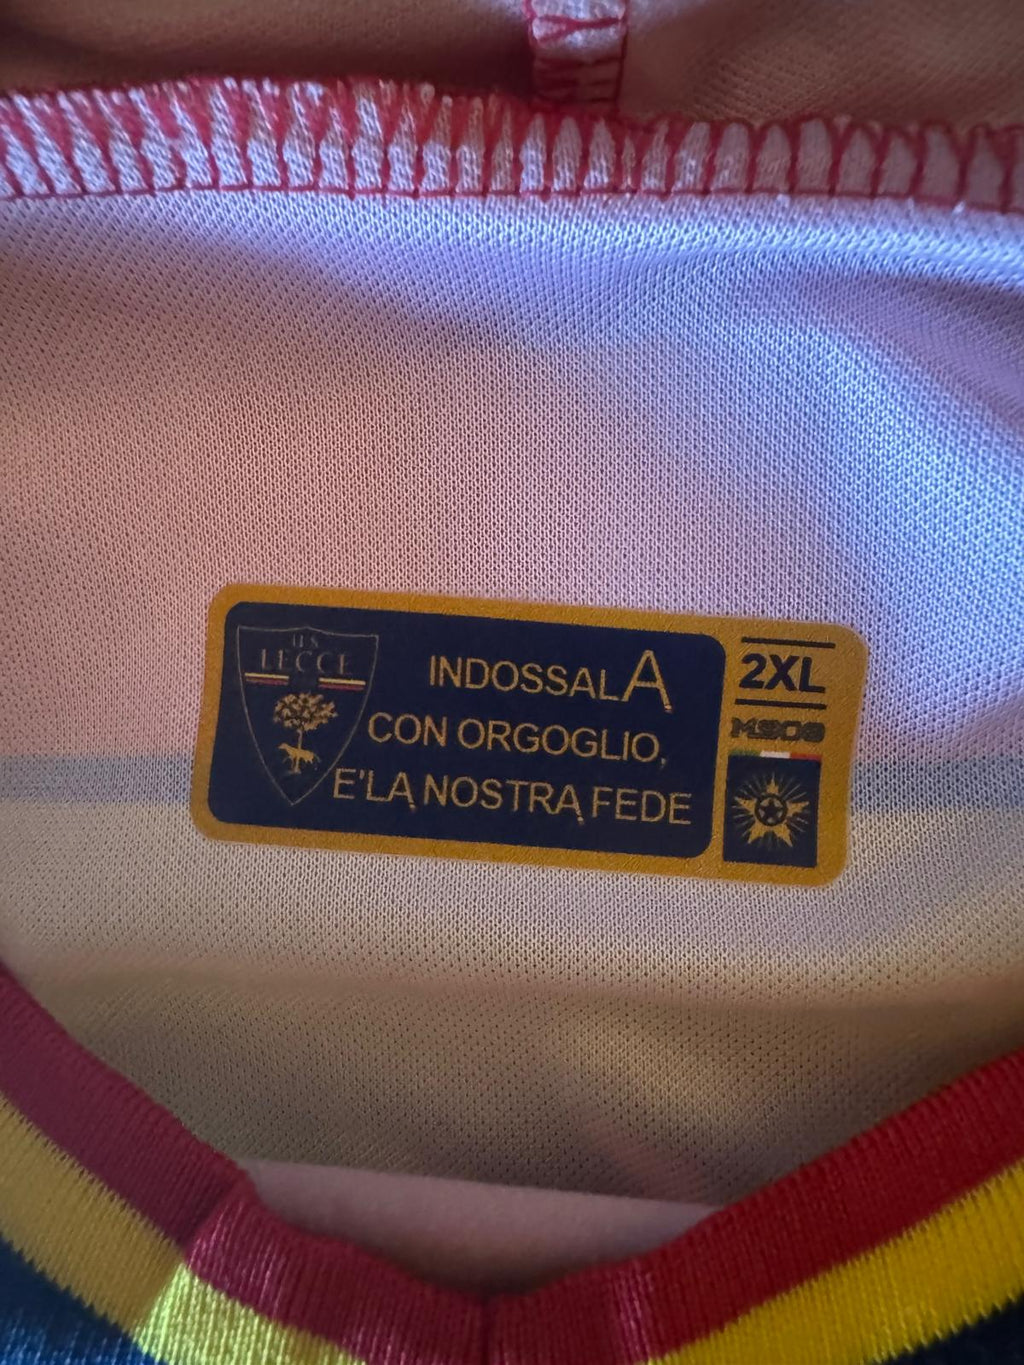 U.S.
LECCE
INDOSSALA
CON ORGOGLIO,
E'LA NOSTRA FEDE
2XL
M908